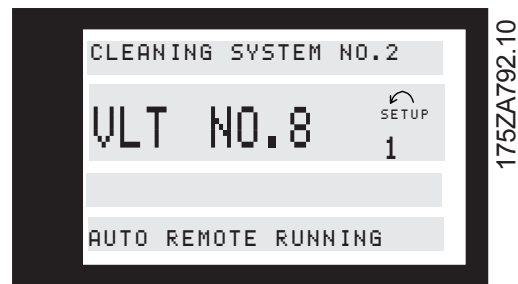 CLEANING SYSTEM NO.2
VLT NO.8
SETUP
1
AUTO REMOTE RUNNING
175ZA792.10